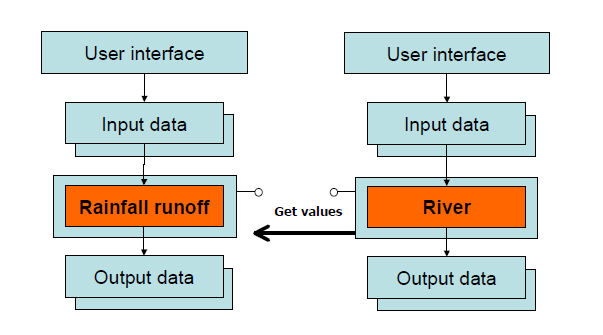 User interface
User interface
Input data
Input data
Rainfall runoff
Get values
River
Output data
Output data